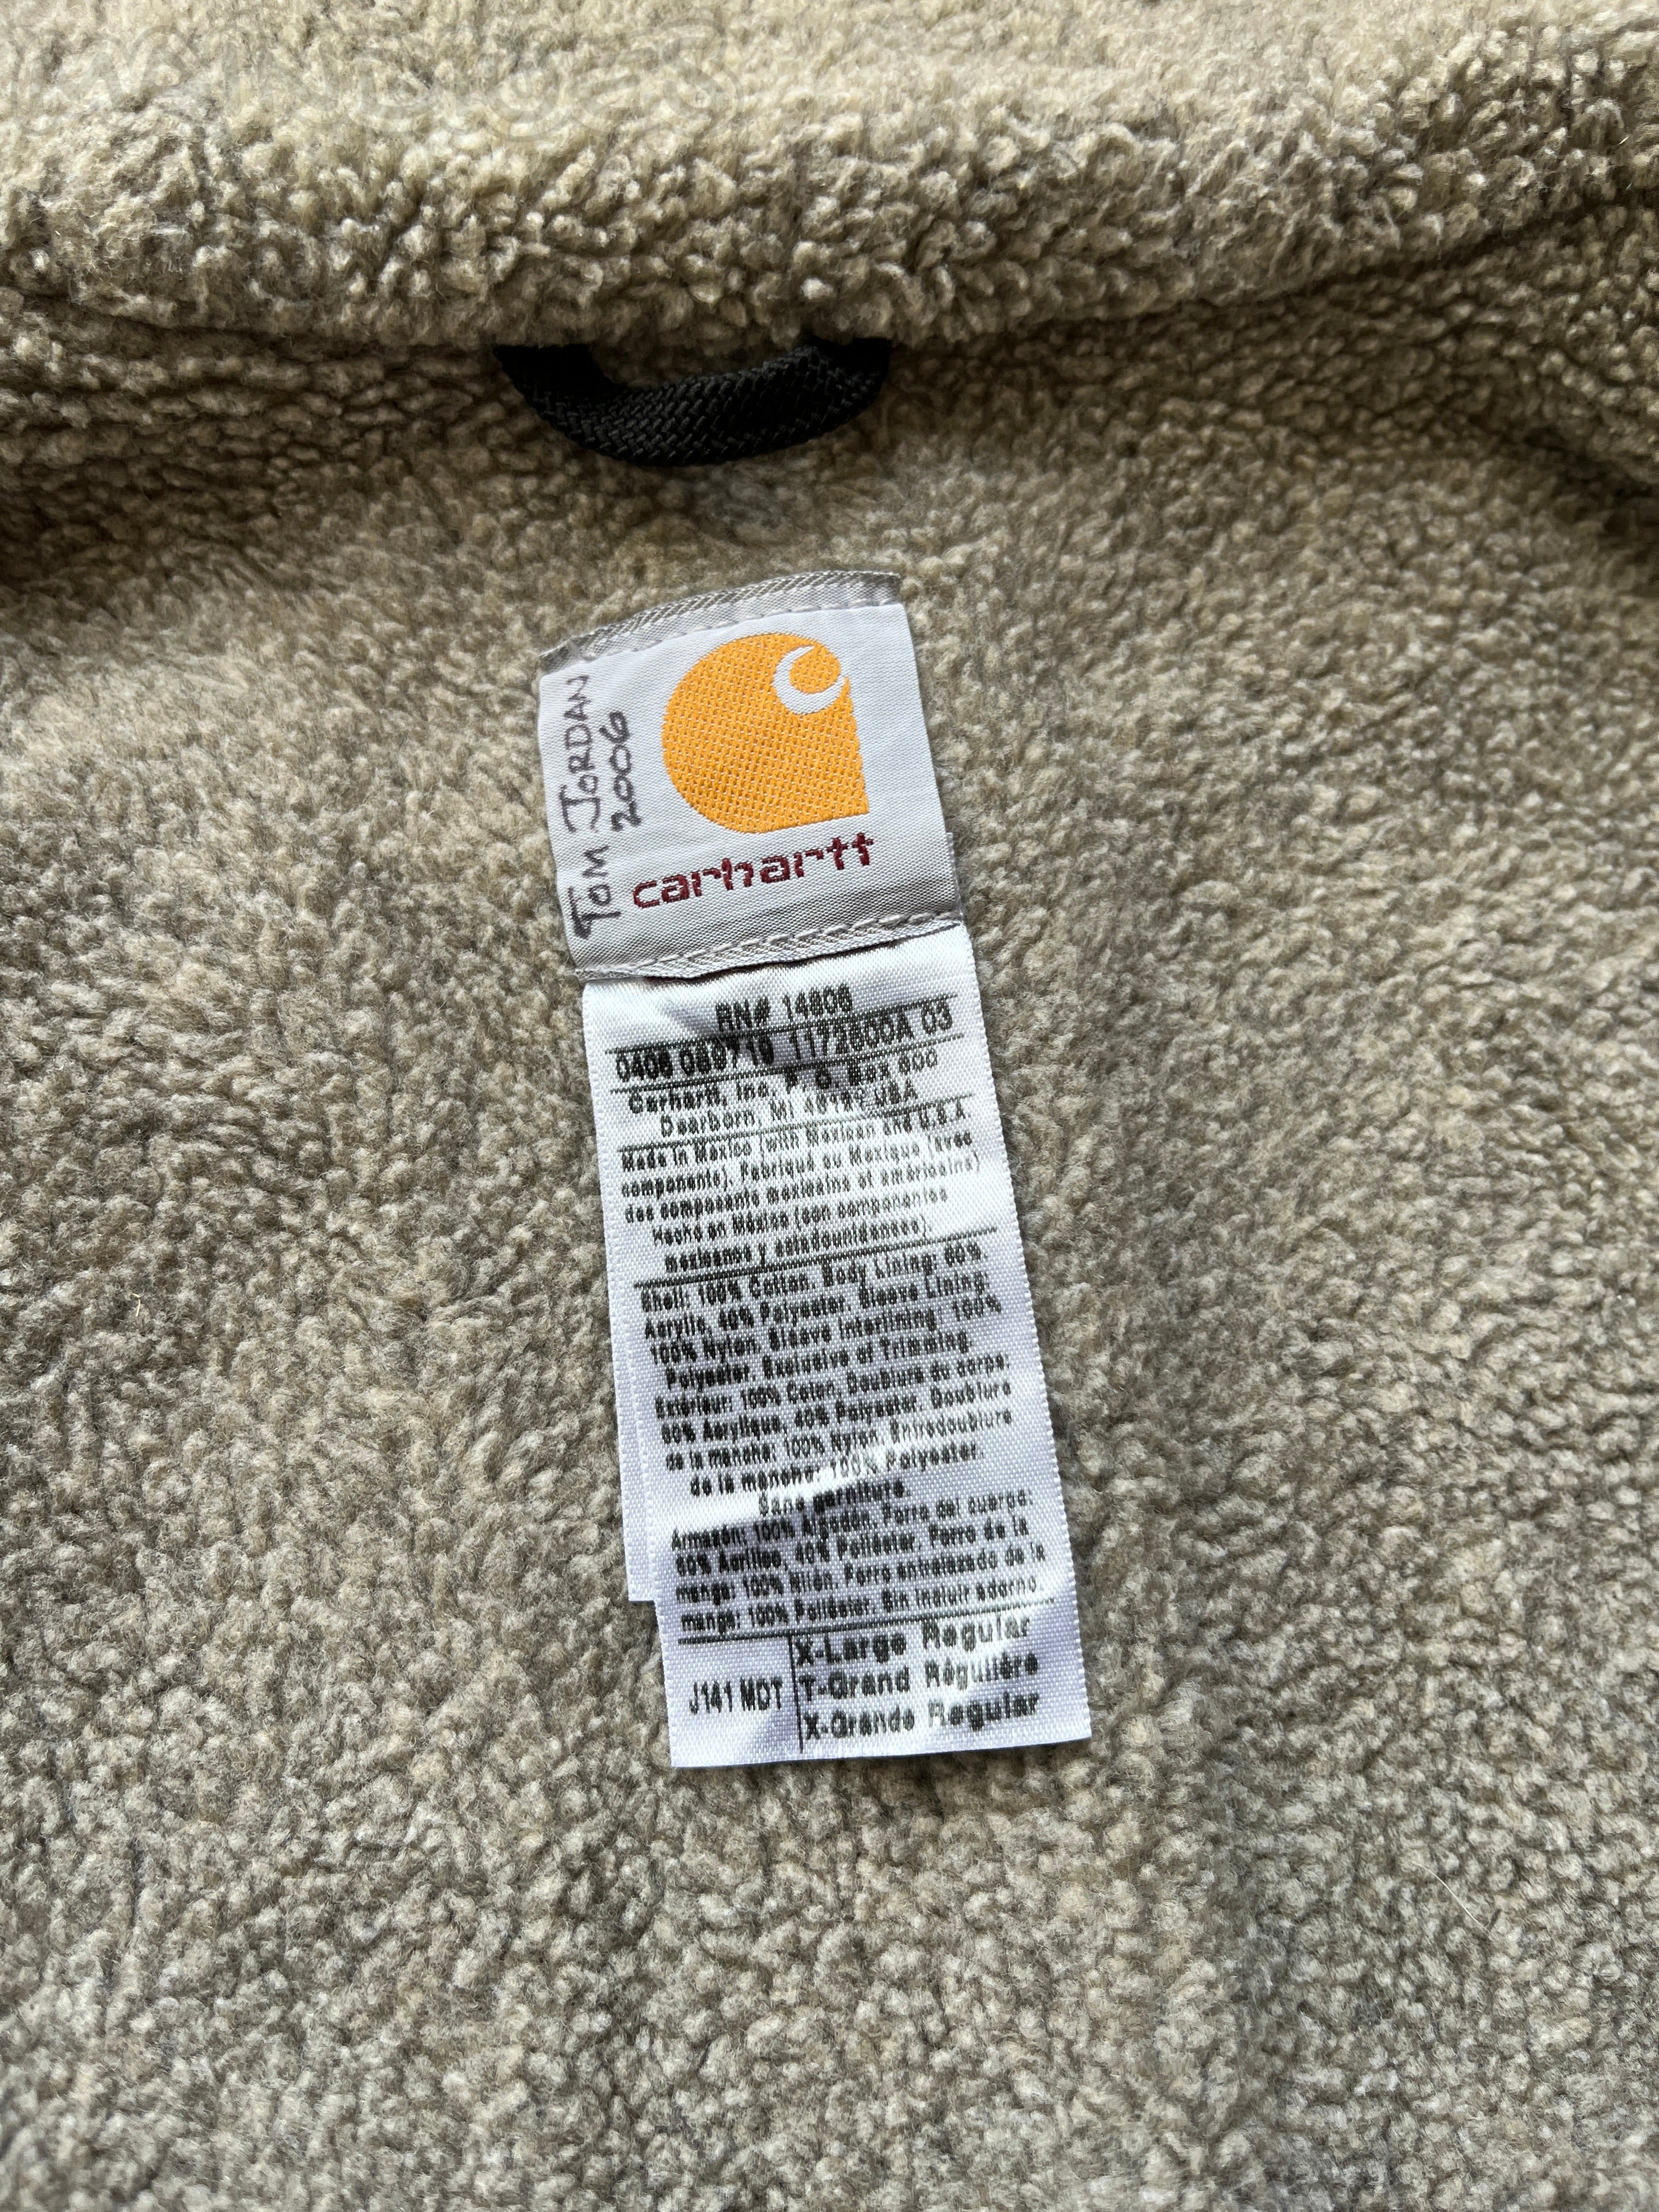 TOM JORDAN
2006
carhartt
RN# 14806
0406 089719 1172600A 03
Carhartt, Inc, P. O. Box 600
Dearborn, MI 48121 USA
Made in Mexico (with Mexican and U.S.A.
components). Fabriqué au Mexique (avec
des composants mexicains et américains)
Hecho en México (con componentes
mexicanos y estadounidenses).
Shell: 100% Cotton. Body Lining: 60%
Acrylic, 40% Polyester. Sleeve Lining:
100% Nylon. Sleeve Interlining: 100%
Polyester. Exclusive of Trimming.
Extérieur: 100% Coton. Doublure du corps:
60% Acrylique, 40% Polyester. Doublure
de la manche: 100% Nylon. Entredoublure
de la manche: 100% Polyester.
Sans garniture.
Armazón: 100% Algodón. Forro del cuerpo:
60% Acrílico, 40% Poliéster. Forro de la
manga: 100% Nilón. Forro entrelazado de la
manga: 100% Poliéster. Sin incluir adorno.
J141 MDT
X-Large Regular
T-Grand Régulière
X-Grande Regular